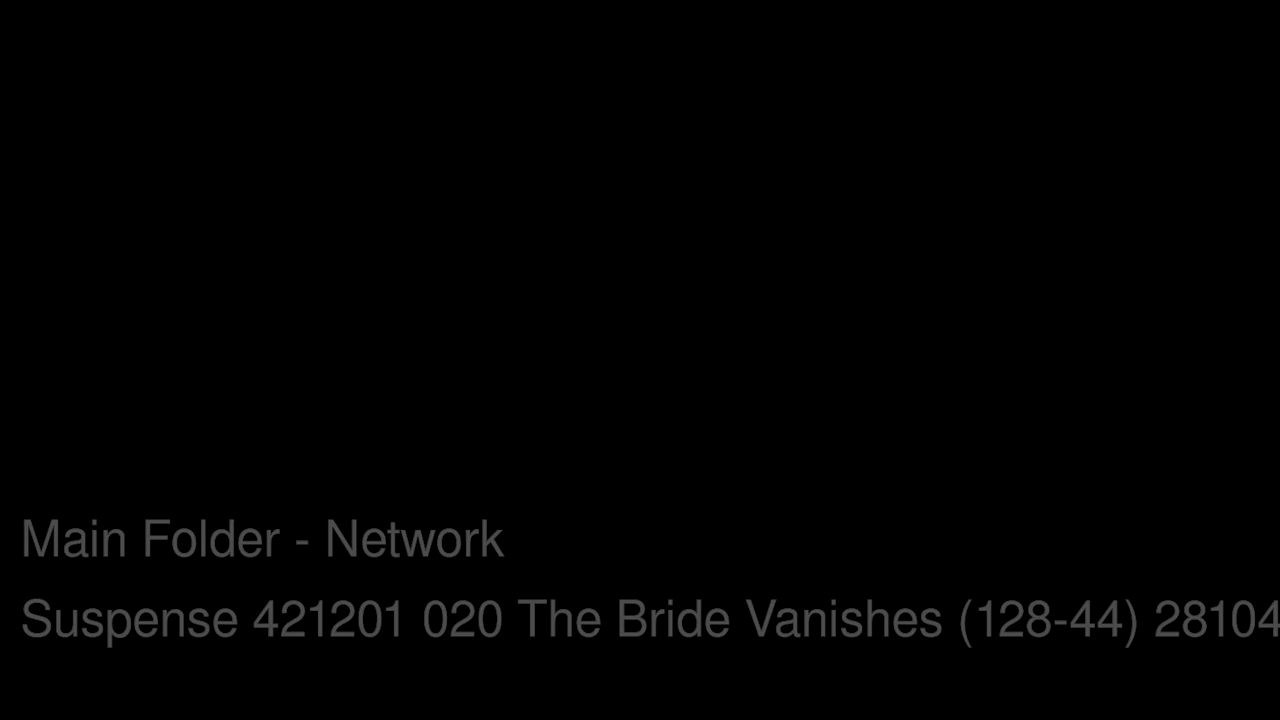 Main Folder - Network
Suspense 421201 020 The Bride Vanishes (128-44) 28104